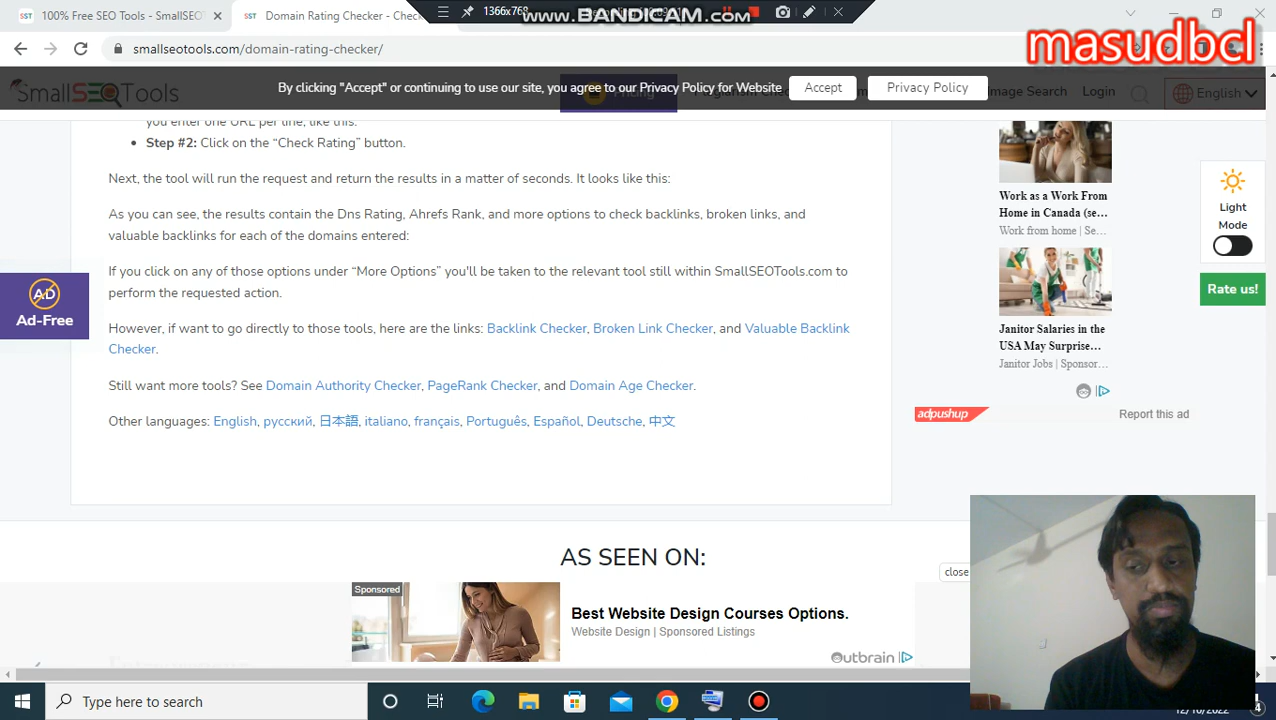 100% Free SEO Tools - SmallSEO
Domain Rating Checker - Chec
1366x768
www.BANDICAM.com
smallseotools.com/domain-rating-checker/
masudbcl
SmallSEOTools
By clicking "Accept" or continuing to use our site, you agree to our Privacy Policy for Website
Accept
Privacy Policy
Pricing
Image Search
Login
English
you enter one URL per line, like this:
• Step #2: Click on the “Check Rating” button.
Next, the tool will run the request and return the results in a matter of seconds. It looks like this:
As you can see, the results contain the Dns Rating, Ahrefs Rank, and more options to check backlinks, broken links, and
valuable backlinks for each of the domains entered:
If you click on any of those options under “More Options” you'll be taken to the relevant tool still within SmallSEOTools.com to
perform the requested action.
However, if want to go directly to those tools, here are the links: Backlink Checker, Broken Link Checker, and Valuable Backlink
Checker.
Still want more tools? See Domain Authority Checker, PageRank Checker, and Domain Age Checker.
Other languages: English, русский, 日本語, italiano, français, Português, Español, Deutsche, 中文
AD
Ad-Free
Work as a Work From
Home in Canada (se...
Work from home | Se...
Janitor Salaries in the
USA May Surprise...
Janitor Jobs | Sponsor...
adpushup
Report this ad
Light
Mode
Rate us!
AS SEEN ON:
close
Sponsored
Best Website Design Courses Options.
Website Design | Sponsored Listings
Outbrain
Type here to search
12/10/2022